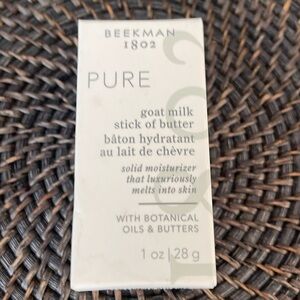 BEEKMAN
1802
PURE
goat milk
stick of butter
bâton hydratant
au lait de chèvre
solid moisturizer
that luxuriously
melts into skin
WITH BOTANICAL
OILS & BUTTERS
1 oz | 28 g